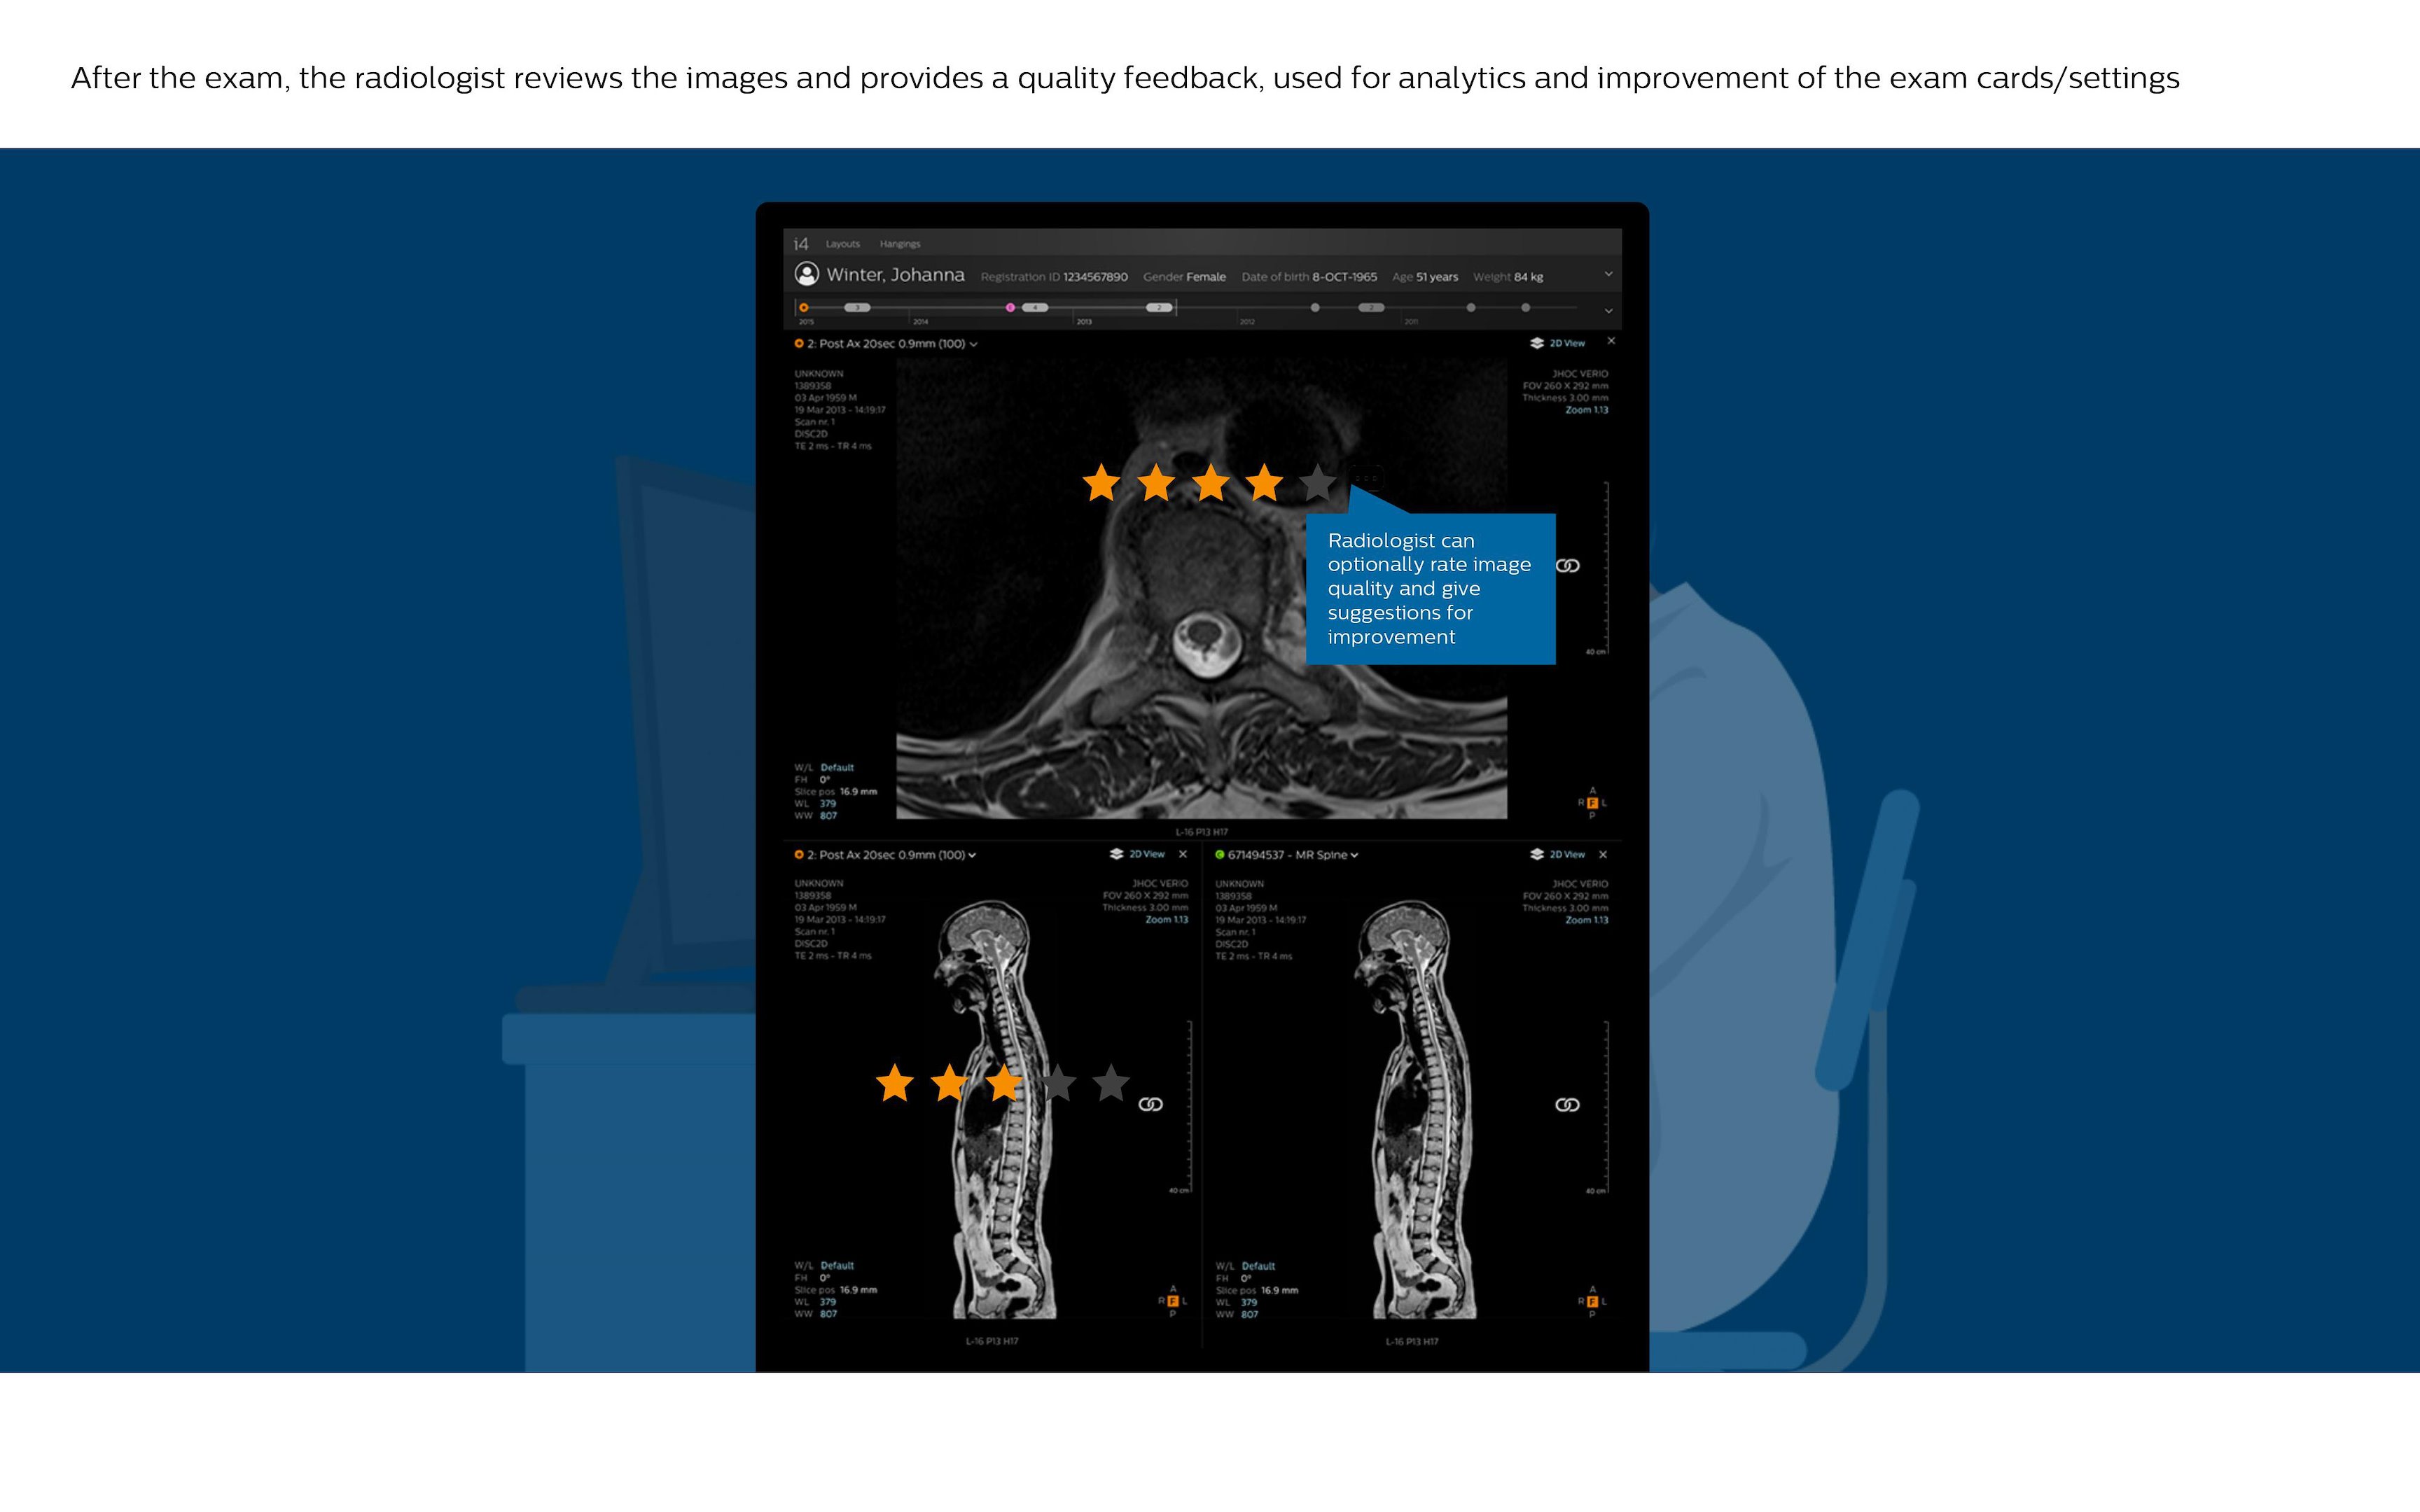 After the exam, the radiologist reviews the images and provides a quality feedback, used for analytics and improvement of the exam cards/settings
i4 Layouts Hangings
Winter, Johanna Registration ID 1234567890 Gender Female Date of birth 8-OCT-1965 Age 51 years Weight 84 kg
3 4 2 2
2015 2014 2013 2012 2011
2: Post Ax 20sec 0.9mm (100) 2D View
UNKNOWN
1389358
03 Apr 1959 M
19 Mar 2013 - 14:19:17
Scan nr. 1
DISC2D
TE 2 ms - TR 4 ms
JHOC VERIO
FOV 260 X 292 mm
Thickness 3.00 mm
Zoom 1.13
Radiologist can
optionally rate image
quality and give
suggestions for
improvement
40 cm
W/L Default
FH 0°
Slice pos 16.9 mm
WL 379
WW 807
A
R F L
P
L-16 P13 H17
2: Post Ax 20sec 0.9mm (100) 2D View
UNKNOWN
1389358
03 Apr 1959 M
19 Mar 2013 - 14:19:17
Scan nr. 1
DISC2D
TE 2 ms - TR 4 ms
JHOC VERIO
FOV 260 X 292 mm
Thickness 3.00 mm
Zoom 1.13
40 cm
W/L Default
FH 0°
Slice pos 16.9 mm
WL 379
WW 807
A
R F L
P
L-16 P13 H17
671494537 - MR Spine 2D View
UNKNOWN
1389358
03 Apr 1959 M
19 Mar 2013 - 14:19:17
Scan nr. 1
DISC2D
TE 2 ms - TR 4 ms
JHOC VERIO
FOV 260 X 292 mm
Thickness 3.00 mm
Zoom 1.13
40 cm
W/L Default
FH 0°
Slice pos 16.9 mm
WL 379
WW 807
A
R F L
P
L-16 P13 H17